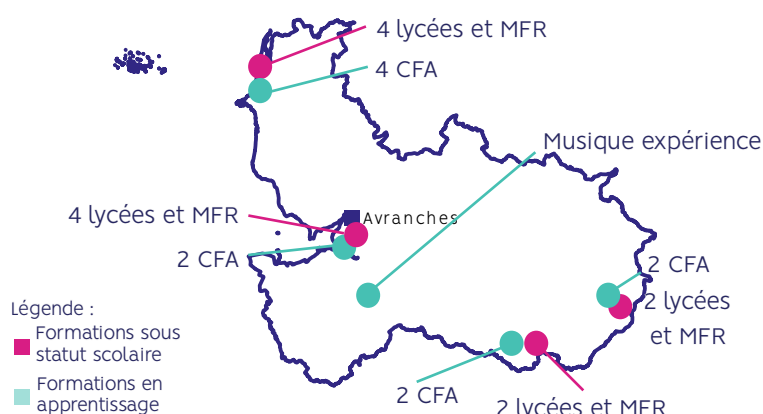 4 lycées et MFR
4 CFA
Musique expérience
4 lycées et MFR
Avranches
2 CFA
2 CFA
2 lycées
et MFR
Légende :
Formations sous
statut scolaire
Formations en
apprentissage
2 CFA
2 lycées et MFR